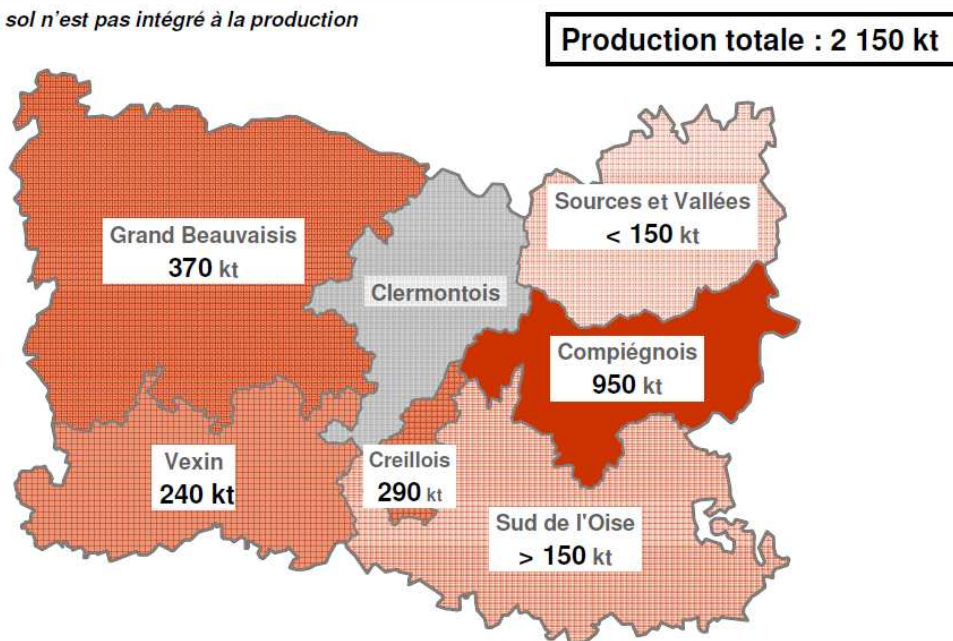 sol n'est pas intégré à la production
Production totale : 2 150 kt
Sources et Vallées
< 150 kt
Grand Beauvaisis
370 kt
Clermontois
Compiégnois
950 kt
Vexin
240 kt
Creillois
290 kt
Sud de l'Oise
> 150 kt